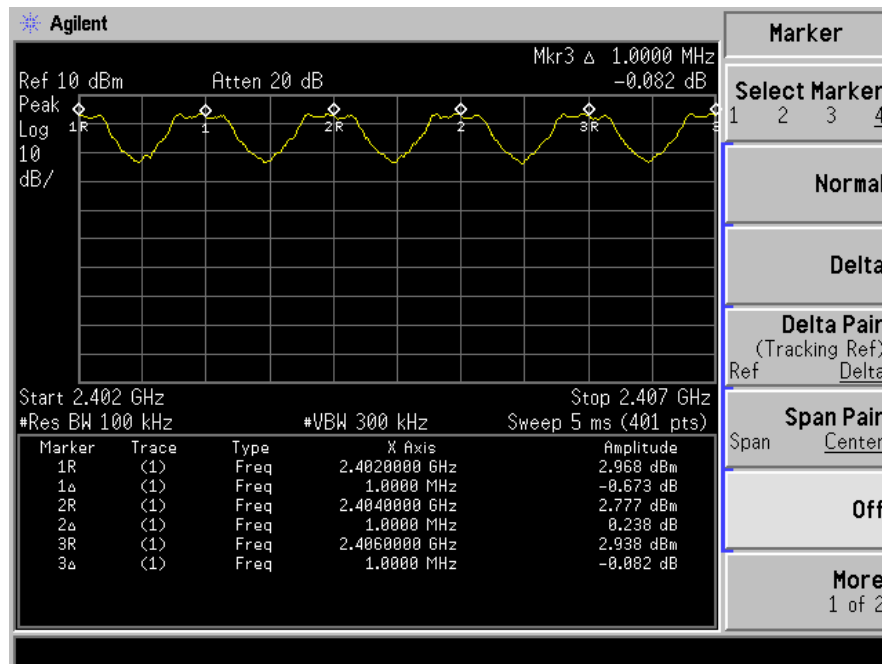 Agilent
Marker
Mkr3 Δ 1.0000 MHz
Ref 10 dBm Atten 20 dB -0.082 dB
Peak
Log
10
dB/
1R 1 2R 2 3R 3
Start 2.402 GHz Stop 2.407 GHz
#Res BW 100 kHz #VBW 300 kHz Sweep 5 ms (401 pts)
Marker Trace Type X Axis Amplitude
1R (1) Freq 2.4020000 GHz 2.968 dBm
1Δ (1) Freq 1.0000 MHz -0.673 dB
2R (1) Freq 2.4040000 GHz 2.777 dBm
2Δ (1) Freq 1.0000 MHz 0.238 dB
3R (1) Freq 2.4060000 GHz 2.938 dBm
3Δ (1) Freq 1.0000 MHz -0.082 dB
Select Marker
1 2 3 4
Normal
Delta
Delta Pair
(Tracking Ref)
Ref Delta
Span Pair
Span Center
Off
More
1 of 2